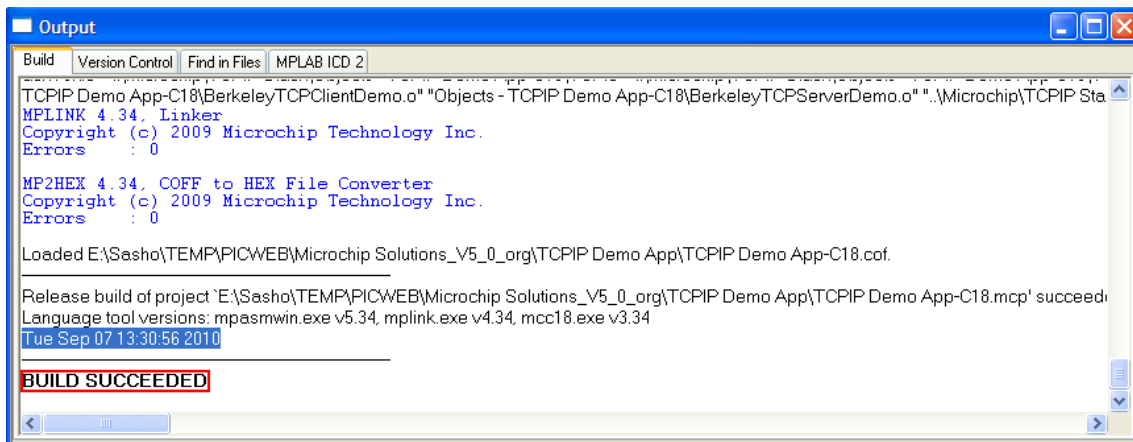 Output
Build Version Control Find in Files MPLAB ICD 2
TCPIP Demo App-C18\BerkeleyTCPClientDemo.o" "Objects - TCPIP Demo App-C18\BerkeleyTCPServerDemo.o" "..\Microchip\TCPIP Sta
MPLINK 4.34, Linker
Copyright (c) 2009 Microchip Technology Inc.
Errors : 0
MP2HEX 4.34, COFF to HEX File Converter
Copyright (c) 2009 Microchip Technology Inc.
Errors : 0
Loaded E:\Sasho\TEMP\PICWEB\Microchip Solutions_V5_0_org\TCPIP Demo App\TCPIP Demo App-C18.cof.
Release build of project `E:\Sasho\TEMP\PICWEB\Microchip Solutions_V5_0_org\TCPIP Demo App\TCPIP Demo App-C18.mcp' succeed
Language tool versions: mpasmwin.exe v5.34, mplink.exe v4.34, mcc18.exe v3.34
Tue Sep 07 13:30:56 2010
BUILD SUCCEEDED